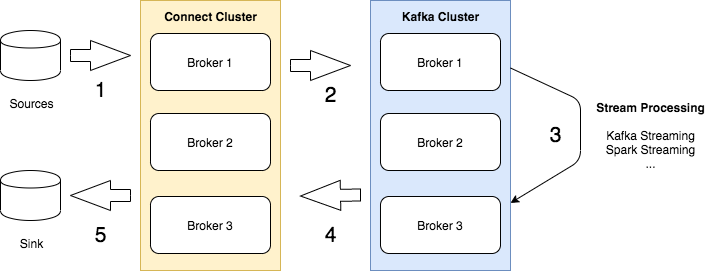 Connect Cluster
Kafka Cluster
Broker 1
Broker 1
Sources
1
2
Stream Processing
Kafka Streaming
Spark Streaming
...
3
Broker 2
Broker 2
Broker 3
Broker 3
Sink
5
4